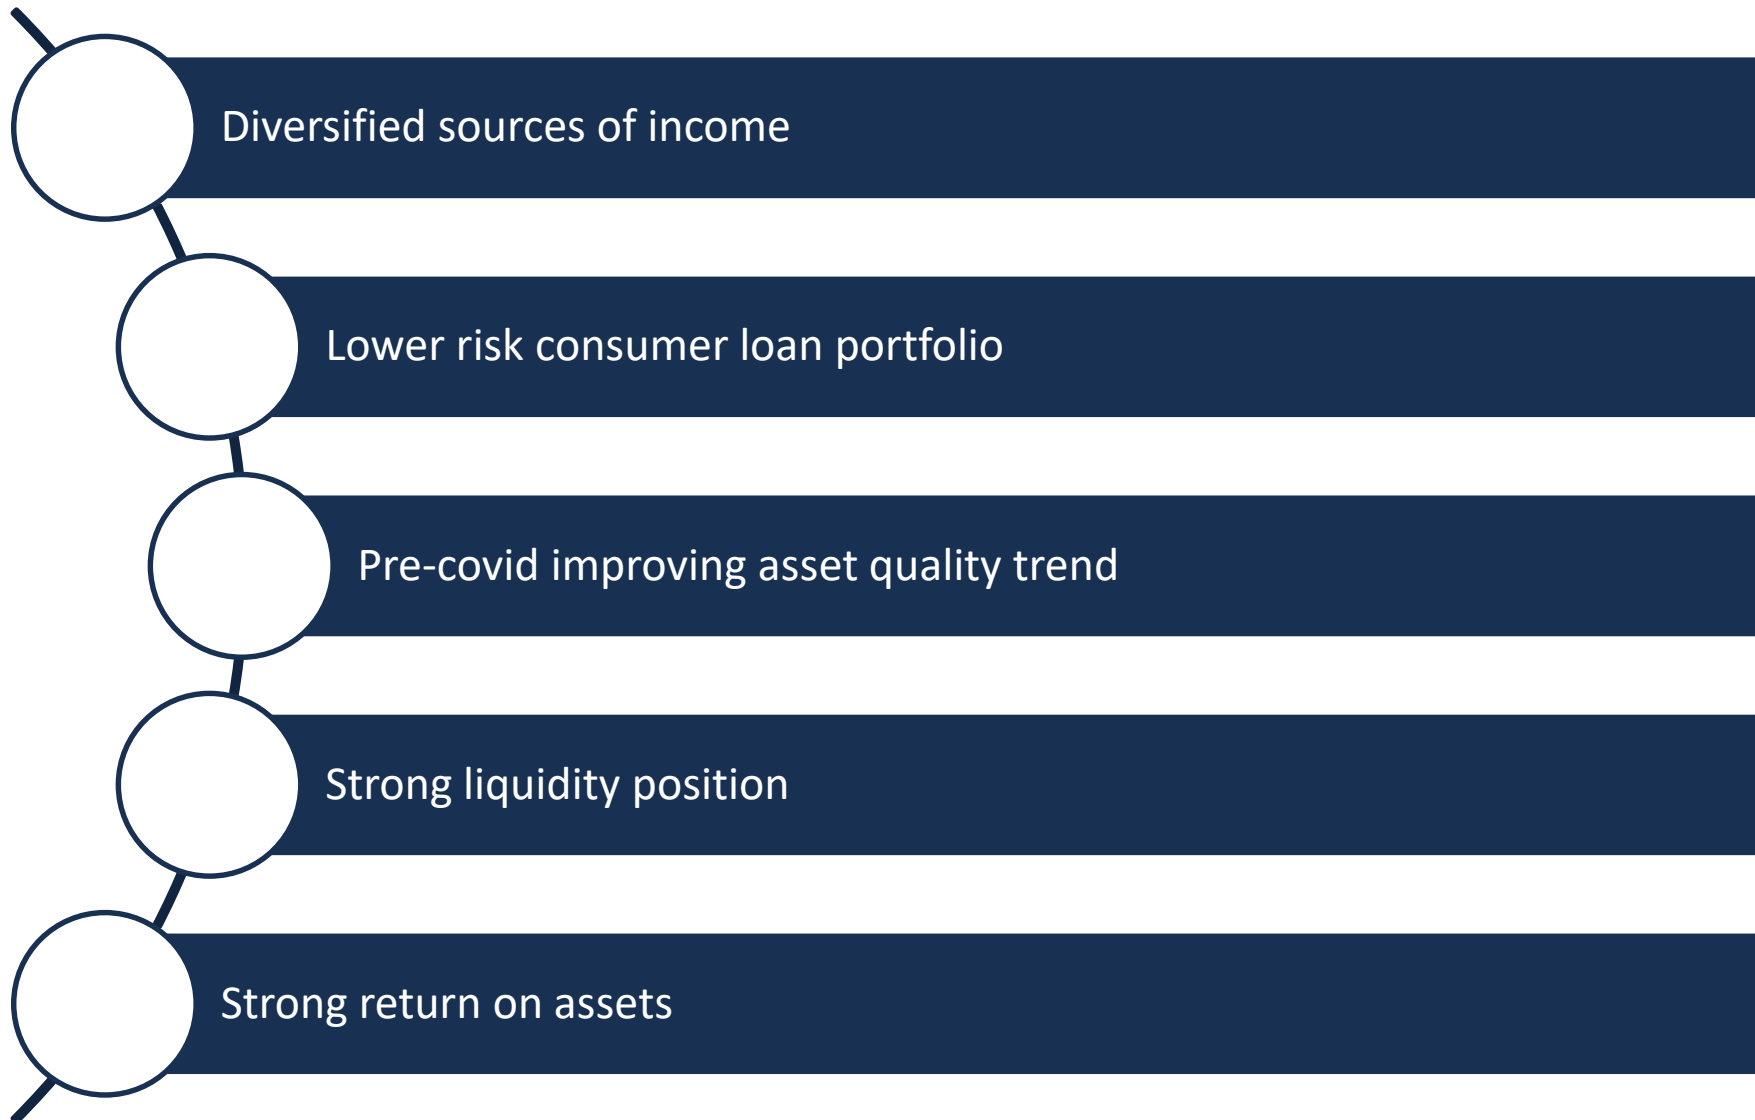 Diversified sources of income
Lower risk consumer loan portfolio
Pre-covid improving asset quality trend
Strong liquidity position
Strong return on assets